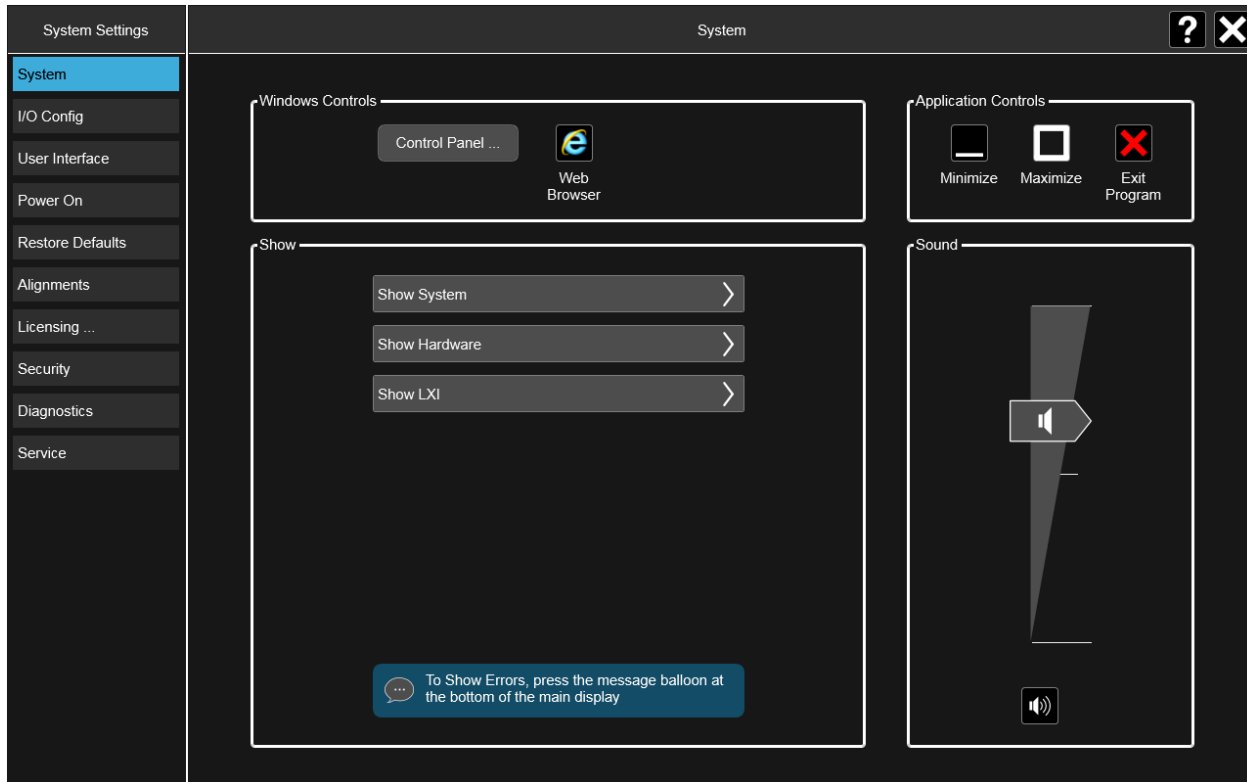 System Settings
System
System
I/O Config
User Interface
Power On
Restore Defaults
Alignments
Licensing ...
Security
Diagnostics
Service
Windows Controls
Control Panel ...
Web
Browser
Application Controls
Minimize
Maximize
Exit
Program
Show
Show System
Show Hardware
Show LXI
To Show Errors, press the message balloon at
the bottom of the main display
Sound